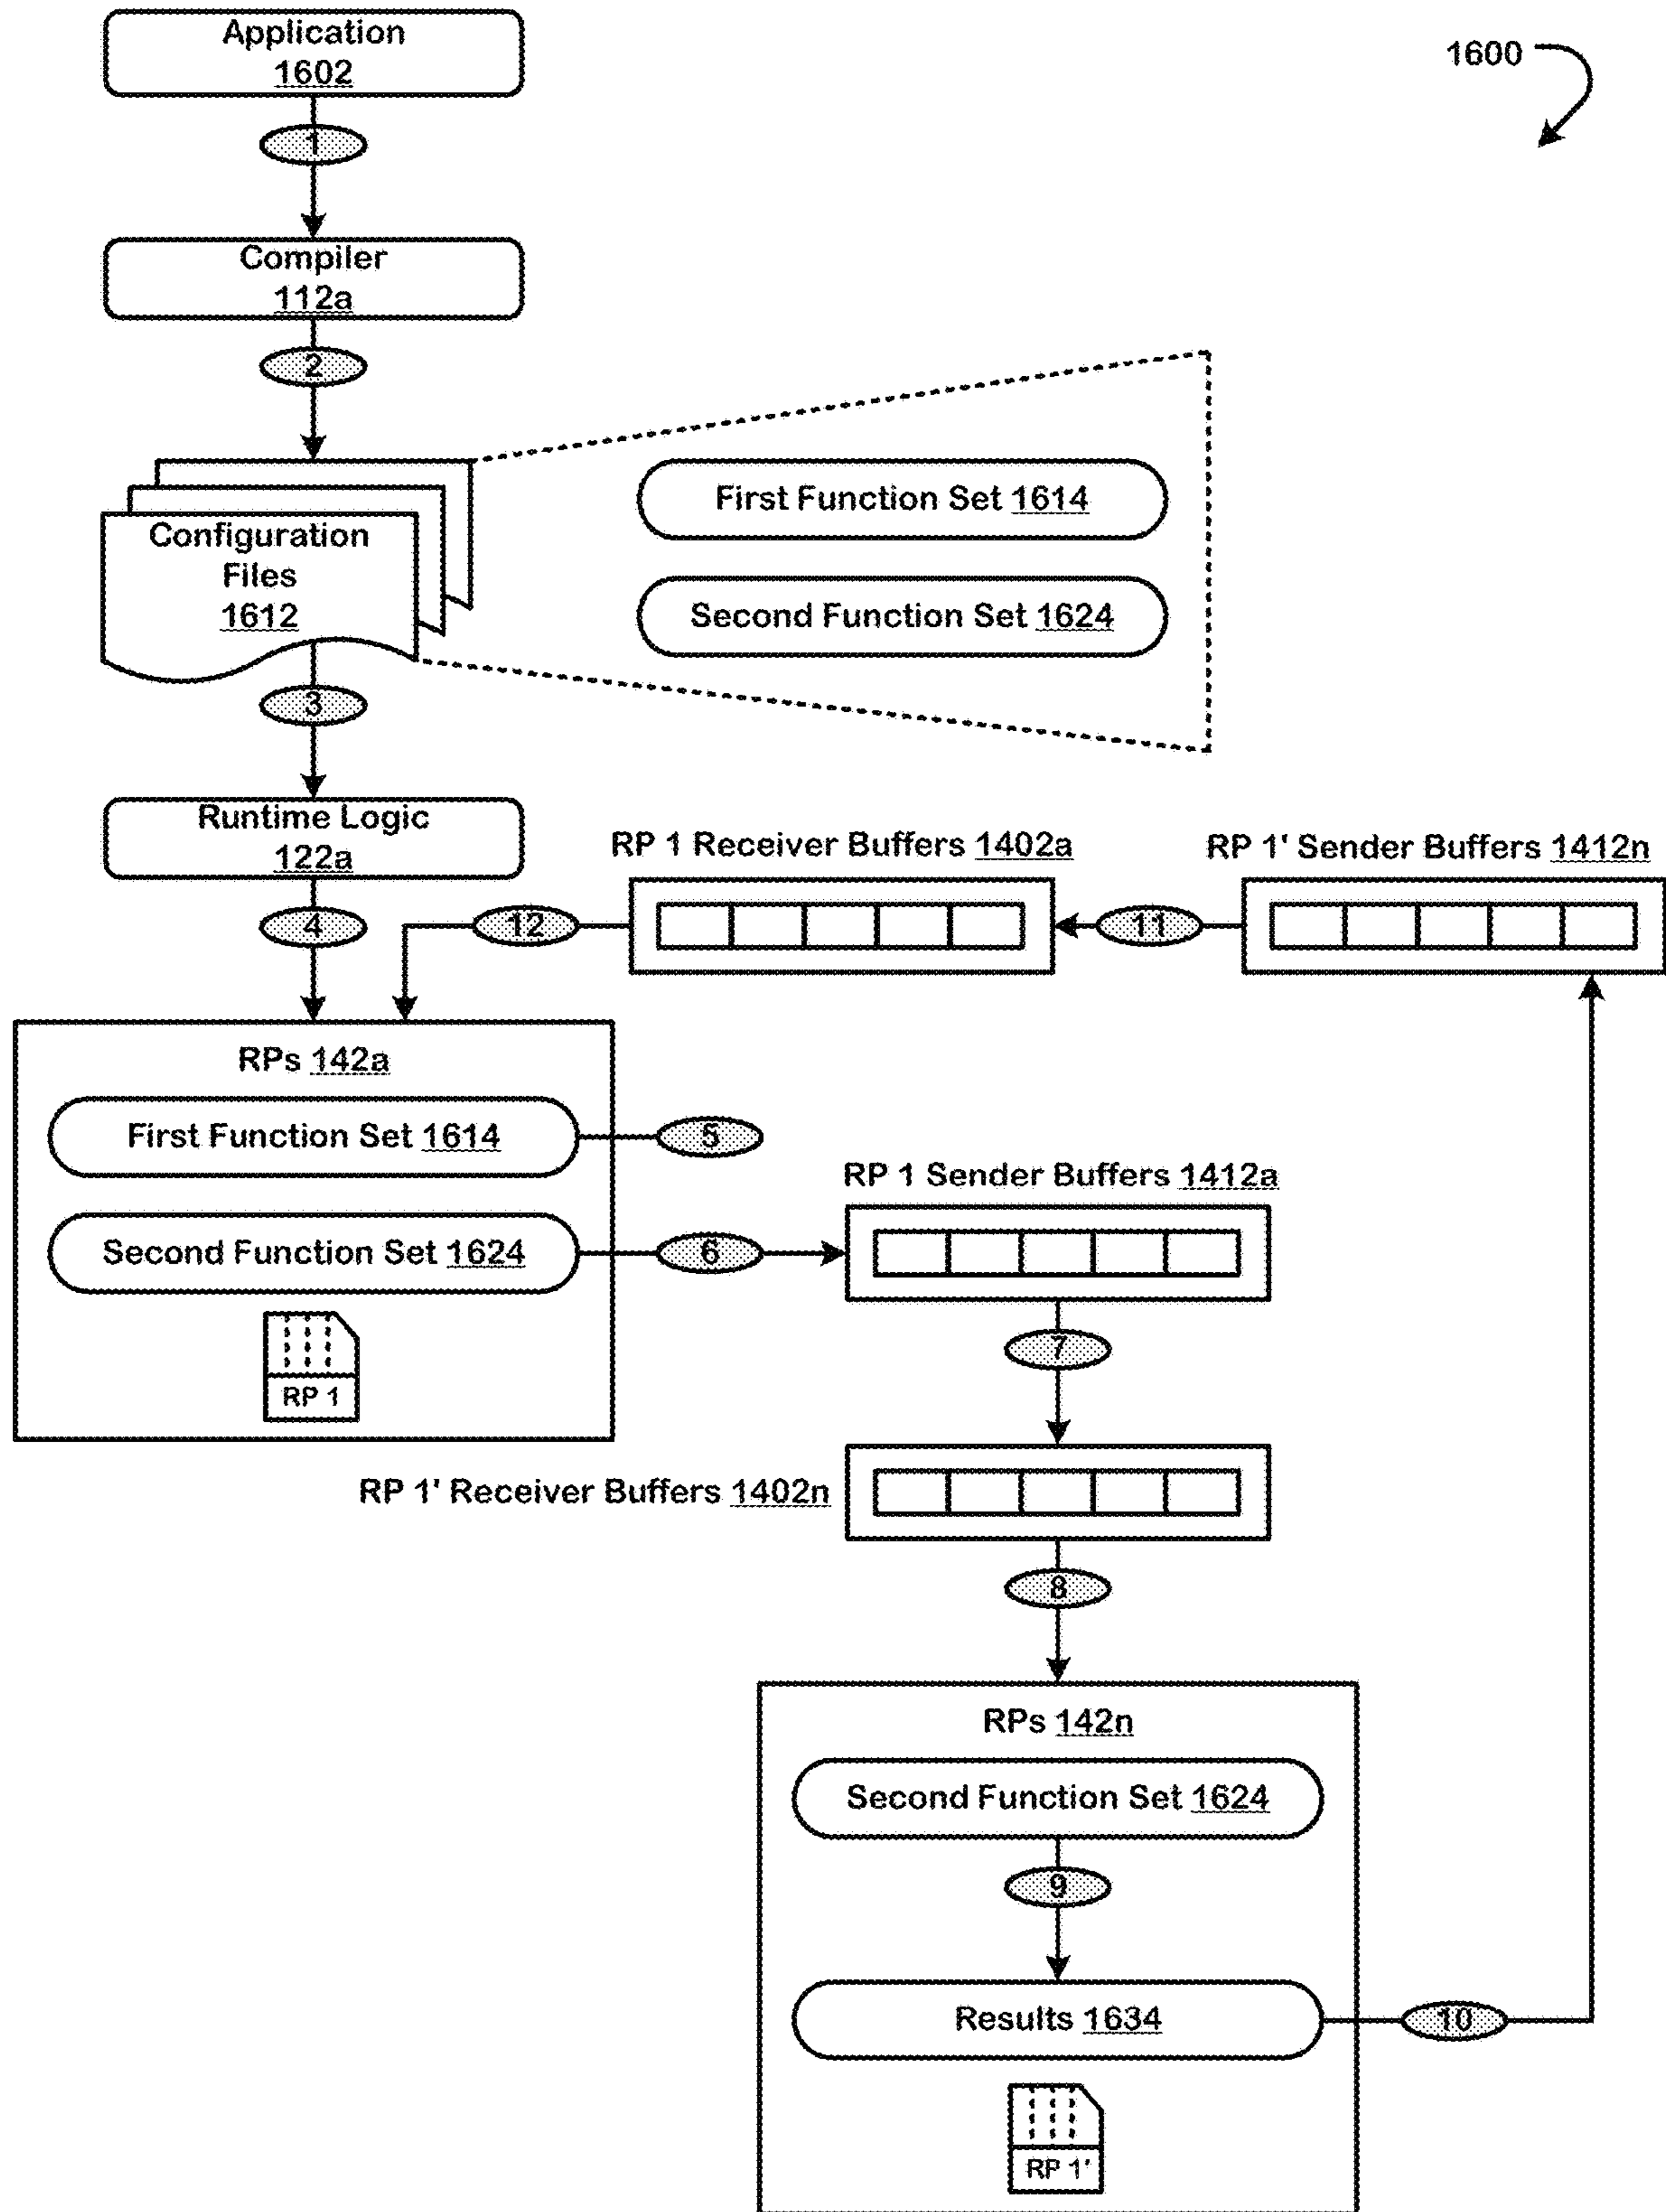 Application
1602
1600
1
Compiler
112a
2
First Function Set 1614
Configuration
Files
1612
Second Function Set 1624
3
Runtime Logic
122a
RP 1 Receiver Buffers 1402a
RP 1' Sender Buffers 1412n
4
12
11
RPs 142a
First Function Set 1614
5
RP 1 Sender Buffers 1412a
Second Function Set 1624
6
7
RP 1
RP 1' Receiver Buffers 1402n
8
RPs 142n
Second Function Set 1624
9
Results 1634
10
RP 1'